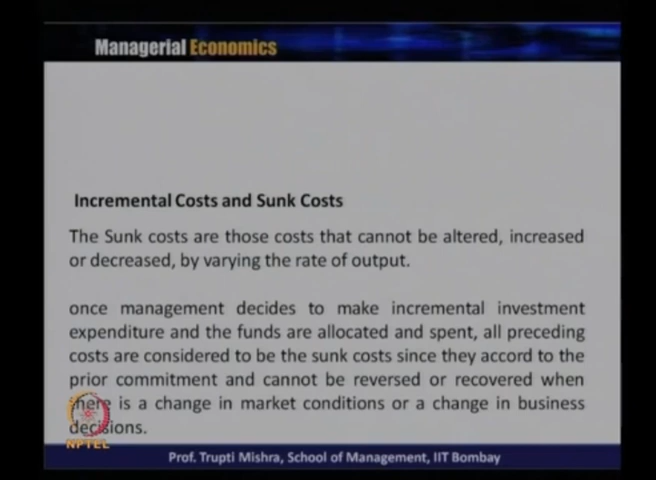 Managerial Economics
Incremental Costs and Sunk Costs
The Sunk costs are those costs that cannot be altered, increased
or decreased, by varying the rate of output.
once management decides to make incremental investment
expenditure and the funds are allocated and spent, all preceding
costs are considered to be the sunk costs since they accord to the
prior commitment and cannot be reversed or recovered when
there is a change in market conditions or a change in business
decisions.
NPTEL
Prof. Trupti Mishra, School of Management, IIT Bombay